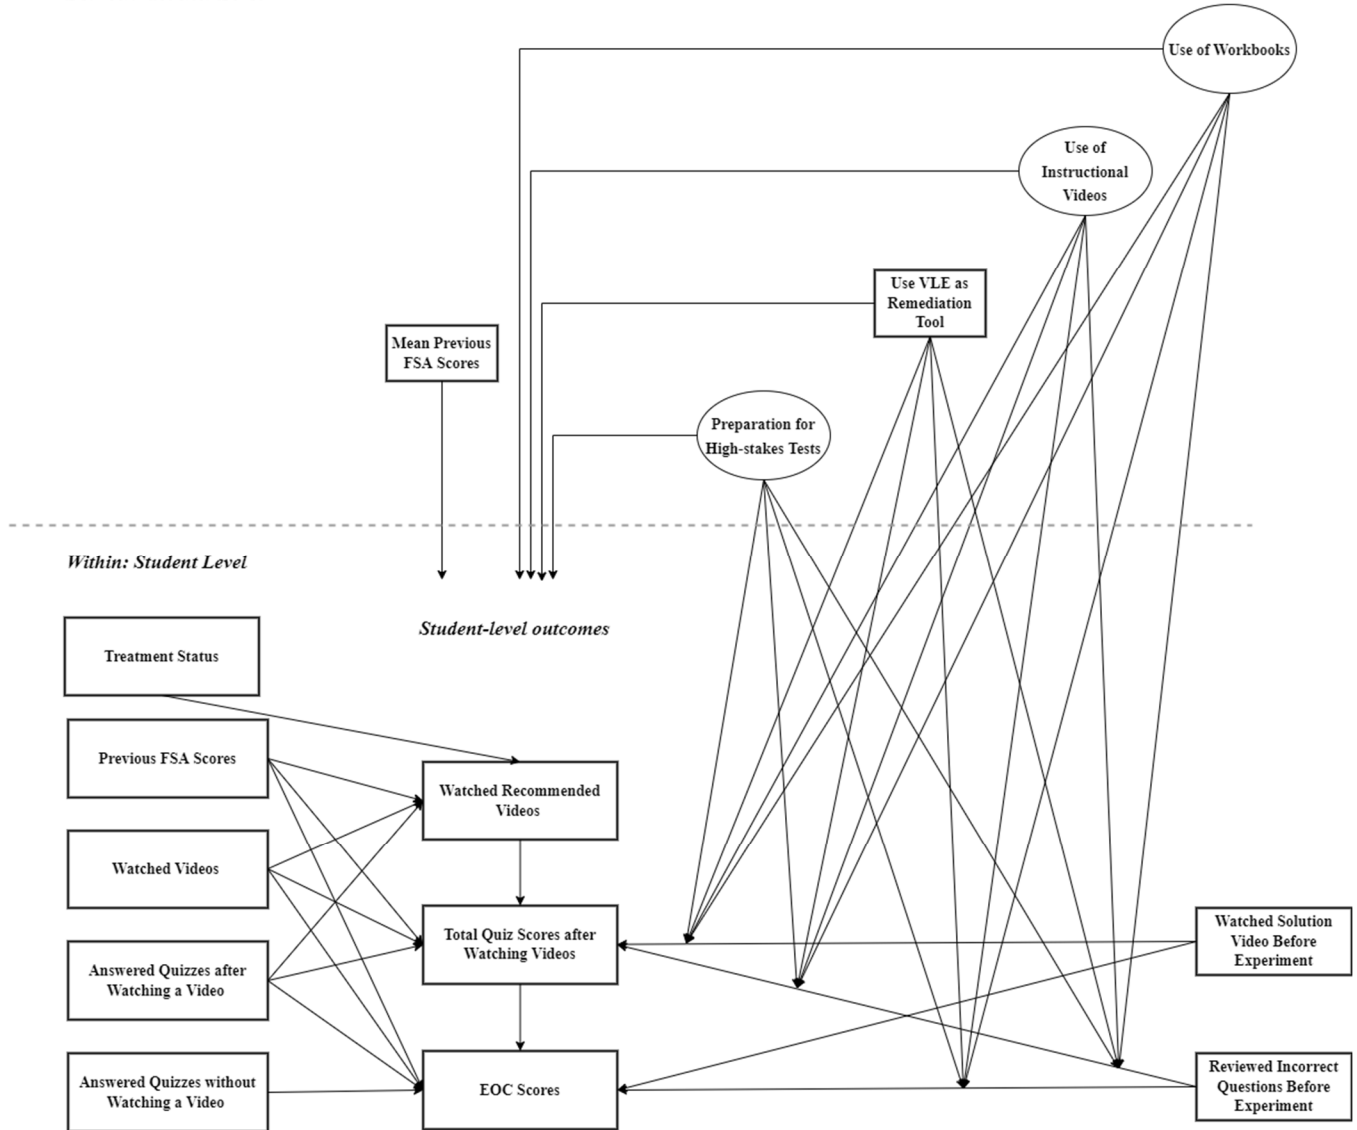 Use of Workbooks
Use of
Instructional
Videos
Use VLE as
Remediation
Tool
Mean Previous
FSA Scores
Preparation for
High-stakes Tests
Within: Student Level
Student-level outcomes
Treatment Status
Previous FSA Scores
Watched Recommended
Videos
Watched Videos
Total Quiz Scores after
Watching Videos
Watched Solution
Video Before
Experiment
Answered Quizzes after
Watching a Video
Answered Quizzes without
Watching a Video
EOC Scores
Reviewed Incorrect
Questions Before
Experiment